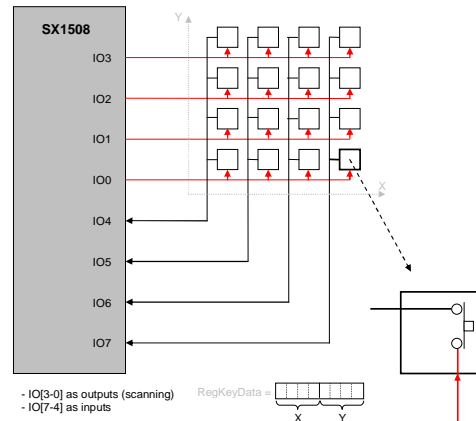 SX1508
Y
IO3
IO2
IO1
IO0
X
IO4
IO5
IO6
IO7
- IO[3-0] as outputs (scanning)
- IO[7-4] as inputs
RegKeyData =
X Y